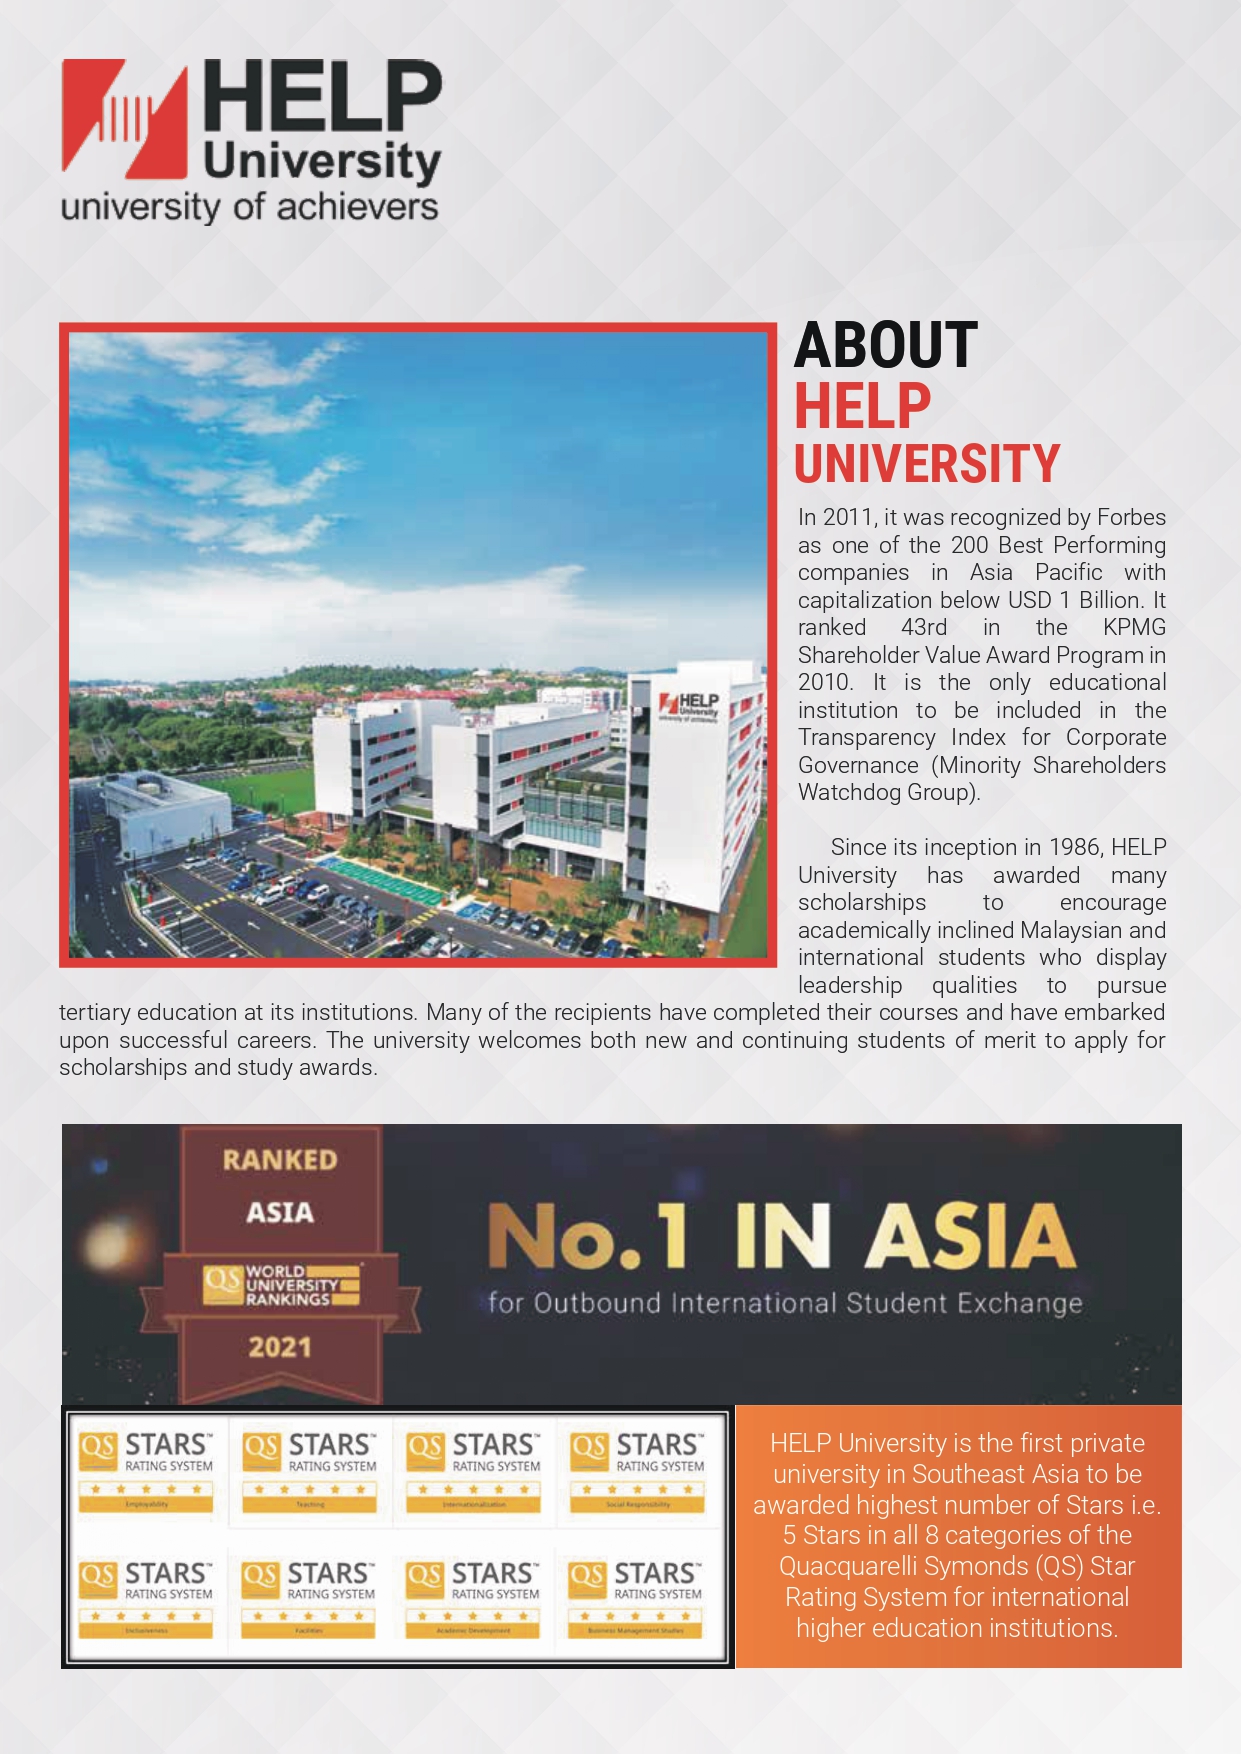 HELP
University
university of achievers
ABOUT
HELP
UNIVERSITY
In 2011, it was recognized by Forbes
as one of the 200 Best Performing
companies in Asia Pacific with
capitalization below USD 1 Billion. It
ranked 43rd in the KPMG
Shareholder Value Award Program in
2010. It is the only educational
institution to be included in the
Transparency Index for Corporate
Governance (Minority Shareholders
Watchdog Group).
Since its inception in 1986, HELP
University has awarded many
scholarships to encourage
academically inclined Malaysian and
international students who display
leadership qualities to pursue
tertiary education at its institutions. Many of the recipients have completed their courses and have embarked
upon successful careers. The university welcomes both new and continuing students of merit to apply for
scholarships and study awards.
HELP
University
university of achievers
RANKED
ASIA
QS WORLD
UNIVERSITY
RANKINGS
2021
No.1 IN ASIA
for Outbound International Student Exchange
QS STARS™
RATING SYSTEM
Employability
QS STARS™
RATING SYSTEM
Teaching
QS STARS™
RATING SYSTEM
Internationalization
QS STARS™
RATING SYSTEM
Social Responsibility
QS STARS™
RATING SYSTEM
Inclusiveness
QS STARS™
RATING SYSTEM
Facilities
QS STARS™
RATING SYSTEM
Academic Development
QS STARS™
RATING SYSTEM
Business Management Studies
HELP University is the first private
university in Southeast Asia to be
awarded highest number of Stars i.e.
5 Stars in all 8 categories of the
Quacquarelli Symonds (QS) Star
Rating System for international
higher education institutions.